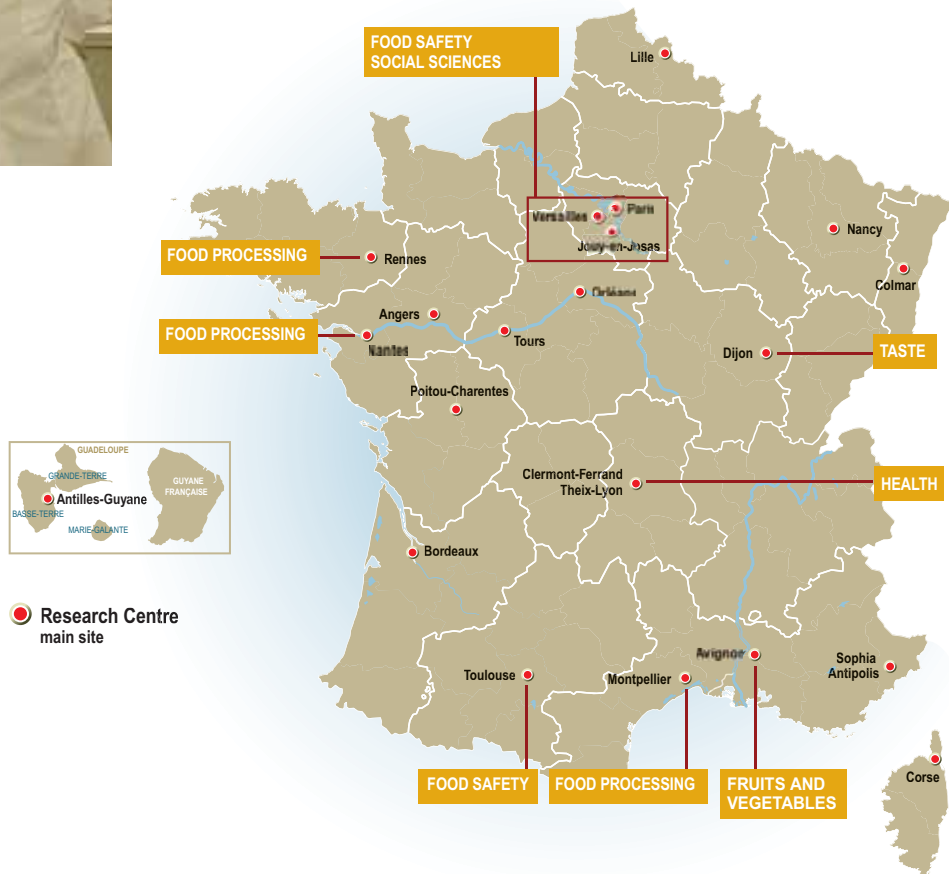 FOOD SAFETY
SOCIAL SCIENCES
Lille
Versailles
Paris
Jouy-en-Josas
Nancy
Colmar
FOOD PROCESSING
Rennes
Orléans
Angers
FOOD PROCESSING
Nantes
Tours
Dijon
TASTE
Poitou-Charentes
Clermont-Ferrand
Theix-Lyon
HEALTH
GUADELOUPE
GRANDE-TERRE
GUYANE
FRANÇAISE
Antilles-Guyane
BASSE-TERRE
MARIE-GALANTE
Bordeaux
Research Centre
main site
Avignon
Sophia
Antipolis
Toulouse
Montpellier
FOOD SAFETY
FOOD PROCESSING
FRUITS AND
VEGETABLES
Corse